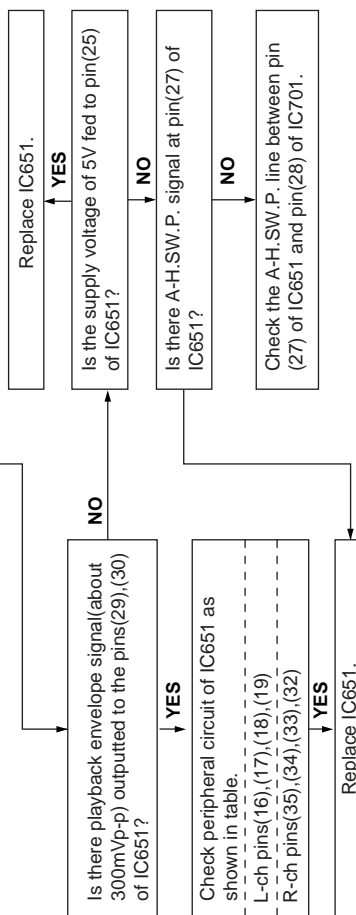 Is there playback envelope signal(about
300mVp-p) outputted to the pins(29),(30)
of IC651?
NO
YES
Check peripheral circuit of IC651 as
shown in table.
L-ch pins(16),(17),(18),(19)
R-ch pins(35),(34),(33),(32)
YES
Replace IC651.
Replace IC651.
YES
Is the supply voltage of 5V fed to pin(25)
of IC651?
NO
Is there A-H.SW.P. signal at pin(27) of
IC651?
NO
Check the A-H.SW.P. line between pin
(27) of IC651 and pin(28) of IC701.